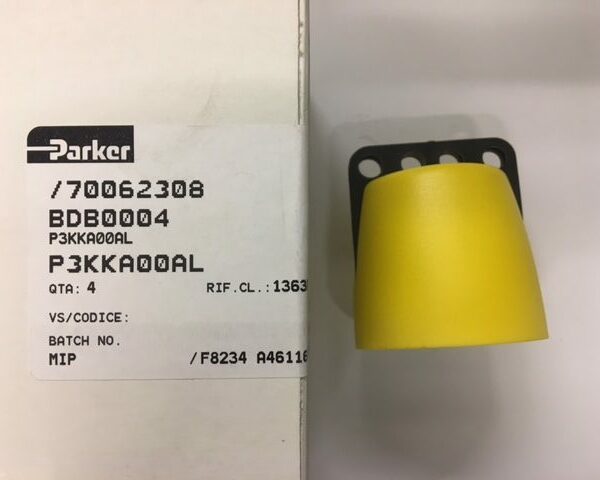 Parker
/70062308
BDB0004
P3KKA00AL
P3KKA00AL
QTA: 4 RIF.CL.: 1363
VS/CODICE:
BATCH NO.
MIP /F8234 A46116